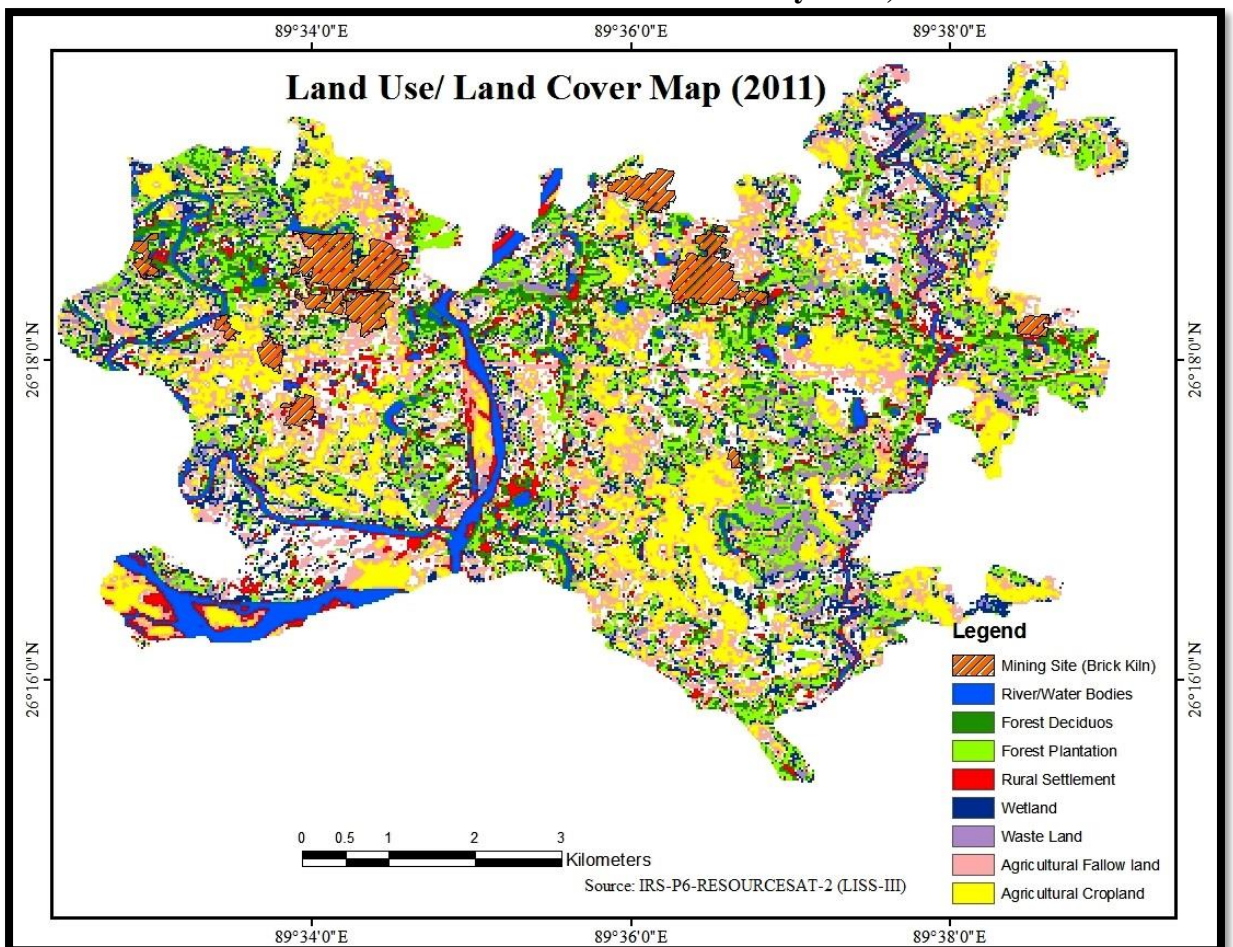 89°34'0"E 89°36'0"E 89°38'0"E
Land Use/ Land Cover Map (2011)
26°18'0"N 26°18'0"N
26°16'0"N 26°16'0"N
Legend
Mining Site (Brick Kiln)
River/Water Bodies
Forest Deciduos
Forest Plantation
Rural Settlement
Wetland
Waste Land
Agricultural Fallow land
Agricultural Cropland
0 0.5 1 2 3
Kilometers
Source: IRS-P6-RESOURCESAT-2 (LISS-III)
89°34'0"E 89°36'0"E 89°38'0"E